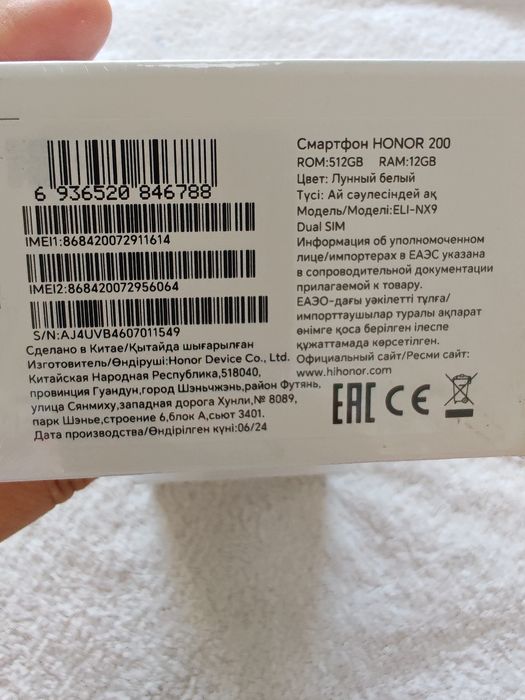 6 936520 846788
IMEI1:868420072911614
IMEI2:868420072956064
S/N:AJ4UVB4607011549
Сделано в Китае/Қытайда шығарылған
Изготовитель/Өндіруші:Honor Device Co., Ltd.
Китайская Народная Республика,518040,
провинция Гуандун,город Шэньчжэнь,район Футянь,
улица Сянмиху,западная дорога Хунли,№ 8089,
парк Шэнье,строение 6,блок А,сьют 3401.
Дата производства/Өндірілген күні:06/24
Смартфон HONOR 200
ROM:512GB RAM:12GB
Цвет: Лунный белый
Түсі: Ай сәулесіндей ақ
Модель/Моделі:ELI-NX9
Dual SIM
Информация об уполномоченном
лице/импортерах в ЕАЭС указана
в сопроводительной документации
прилагаемой к товару.
ЕАЭО-дағы уәкілетті тұлға/
импорттаушылар туралы ақпарат
өнімге қоса берілген ілеспе
құжаттамада көрсетілген.
Официальный сайт/Ресми сайт:
www.hihonor.com
EAC CE